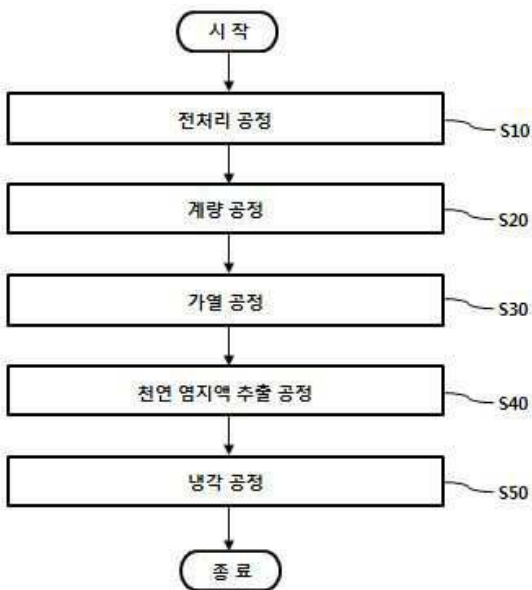 시 작
전처리 공정
S10
계량 공정
S20
가열 공정
S30
천연 염지액 추출 공정
S40
냉각 공정
S50
종 료